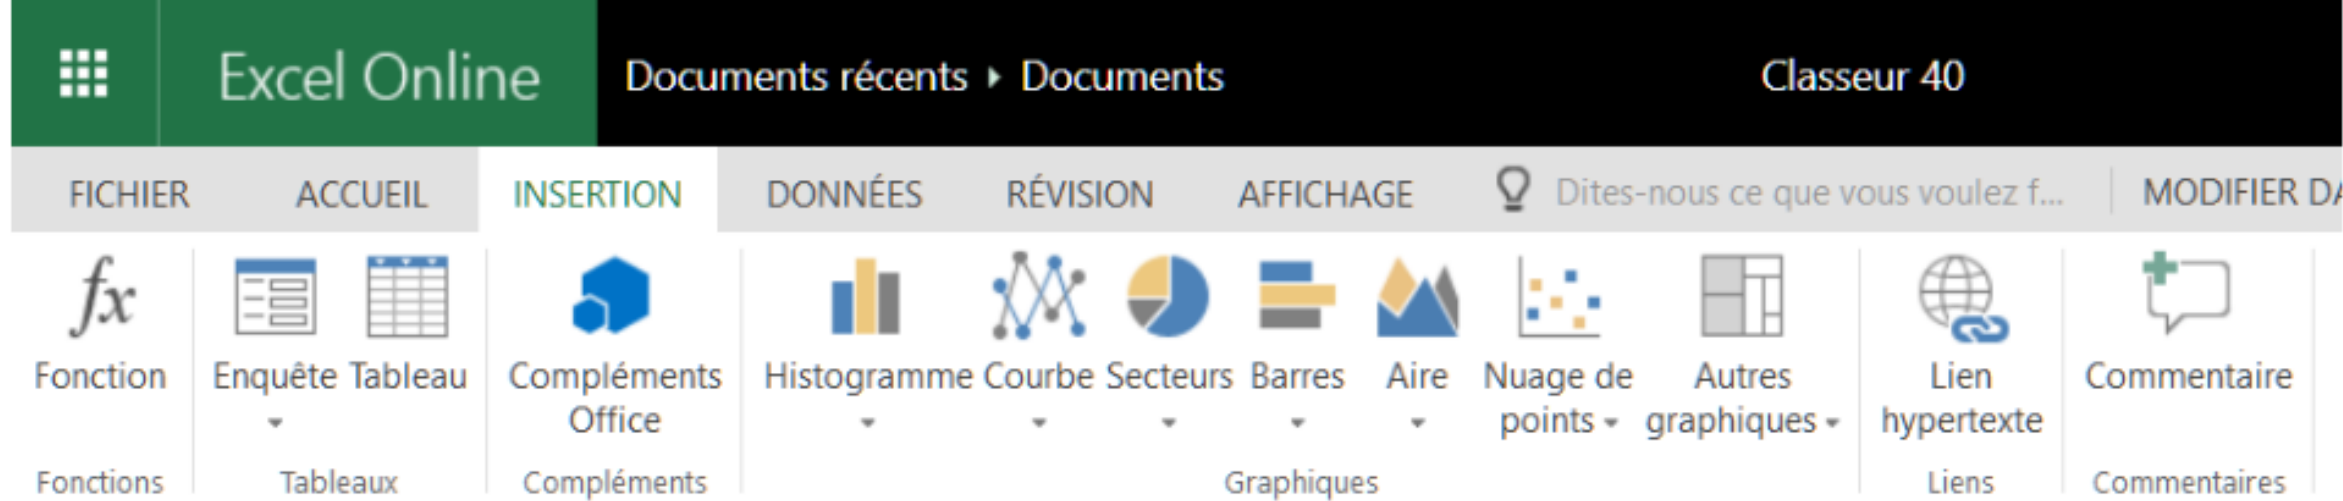 Excel Online Documents récents ▸ Documents Classeur 40
FICHIER ACCUEIL INSERTION DONNÉES RÉVISION AFFICHAGE Dites-nous ce que vous voulez f... MODIFIER DA
fx
Fonction Enquête Tableau Compléments Histogramme Courbe Secteurs Barres Aire Nuage de Autres Lien Commentaire
Office points graphiques hypertexte
Fonctions Tableaux Compléments Graphiques Liens Commentaires